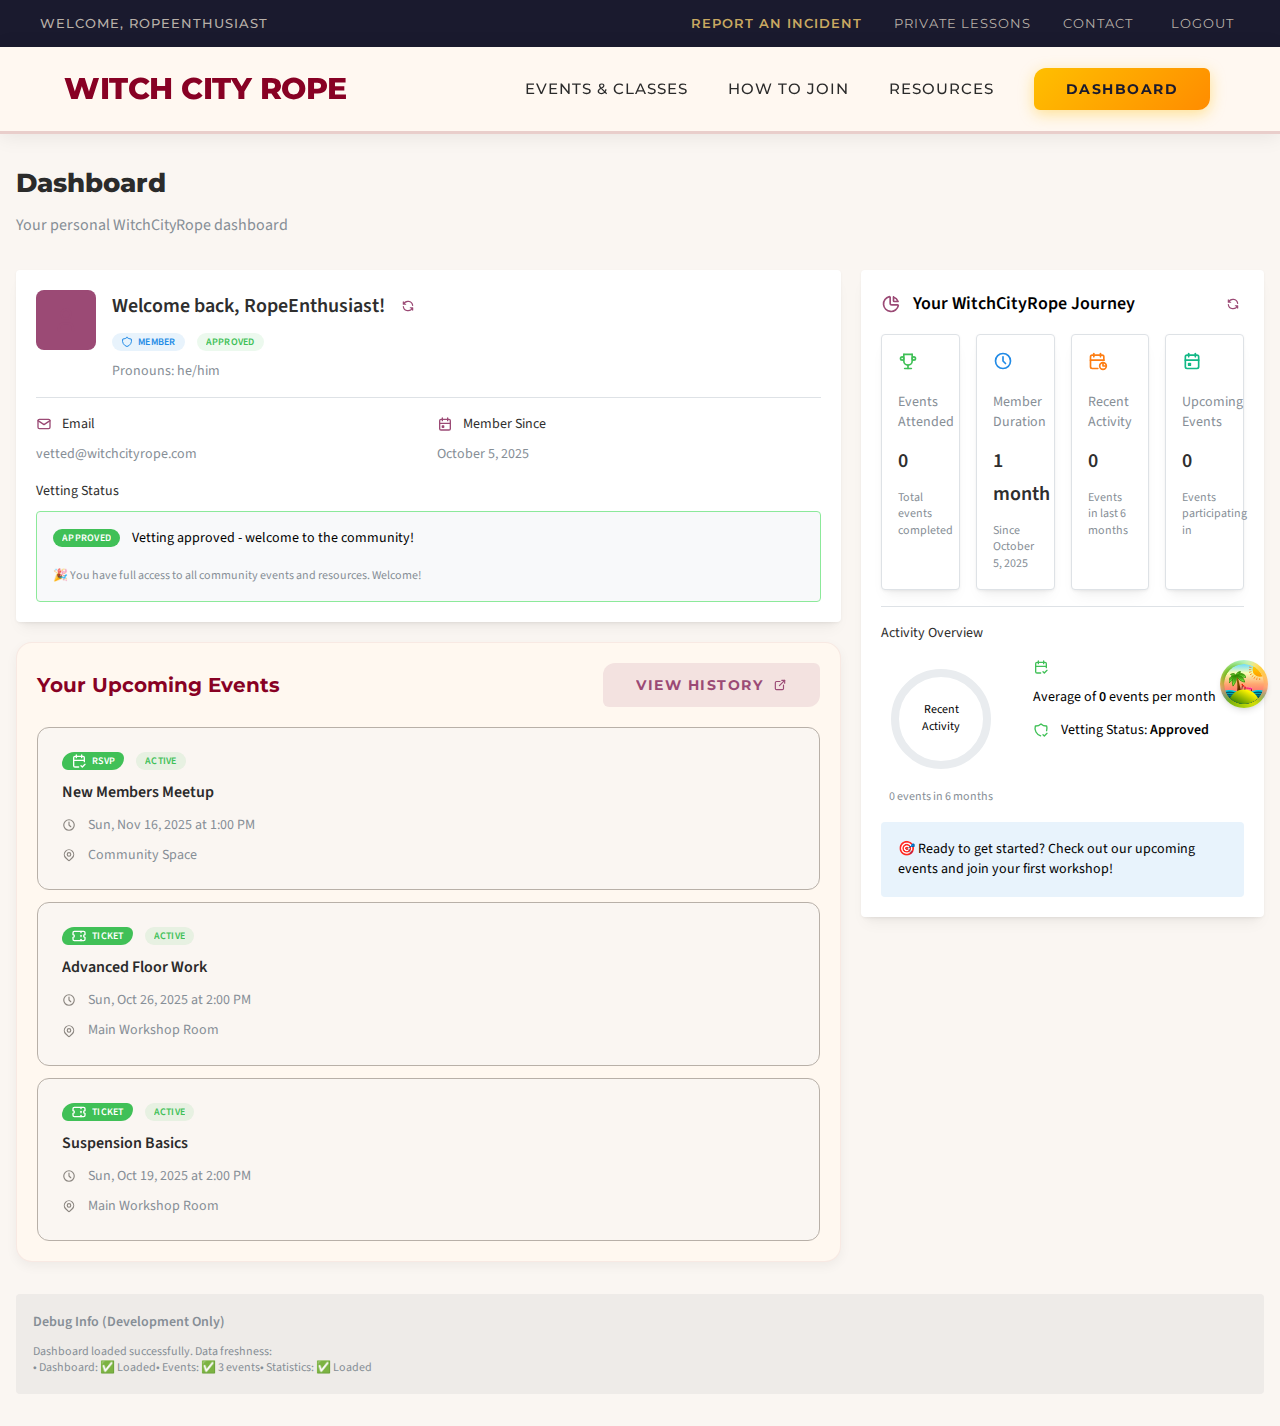 WELCOME, ROPEENTHUSIAST
REPORT AN INCIDENT
PRIVATE LESSONS
CONTACT
LOGOUT
WITCH CITY ROPE
EVENTS & CLASSES
HOW TO JOIN
RESOURCES
DASHBOARD
Dashboard
Your personal WitchCityRope dashboard
Welcome back, RopeEnthusiast!
MEMBER
APPROVED
Pronouns: he/him
Email
vetted@witchcityrope.com
Member Since
October 5, 2025
Vetting Status
APPROVED
Vetting approved - welcome to the community!
🎉 You have full access to all community events and resources. Welcome!
Your Upcoming Events
VIEW HISTORY
RSVP
ACTIVE
New Members Meetup
Sun, Nov 16, 2025 at 1:00 PM
Community Space
TICKET
ACTIVE
Advanced Floor Work
Sun, Oct 26, 2025 at 2:00 PM
Main Workshop Room
TICKET
ACTIVE
Suspension Basics
Sun, Oct 19, 2025 at 2:00 PM
Main Workshop Room
Your WitchCityRope Journey
Events
Attended
0
Total
events
completed
Member
Duration
1
month
Since
October
5, 2025
Recent
Activity
0
Events
in last 6
months
Upcoming
Events
0
Events
participating
in
Activity Overview
Recent
Activity
0 events in 6 months
Average of 0 events per month
Vetting Status: Approved
🎯 Ready to get started? Check out our upcoming
events and join your first workshop!
Debug Info (Development Only)
Dashboard loaded successfully. Data freshness:
• Dashboard: ✅ Loaded• Events: ✅ 3 events• Statistics: ✅ Loaded